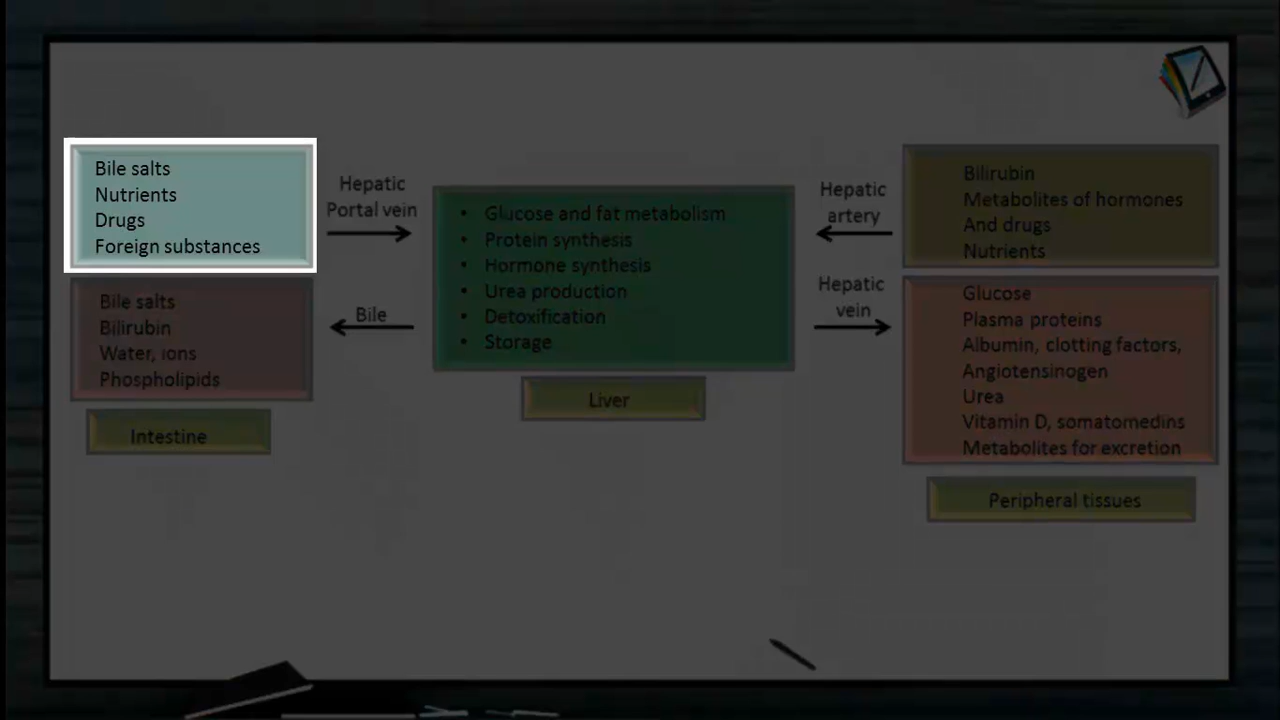 Bile salts
Nutrients
Drugs
Foreign substances
Hepatic
Portal vein
Bile salts
Bilirubin
Water, ions
Phospholipids
Bile
Intestine
• Glucose and fat metabolism
• Protein synthesis
• Hormone synthesis
• Urea production
• Detoxification
• Storage
Liver
Hepatic
artery
Hepatic
vein
Bilirubin
Metabolites of hormones
And drugs
Nutrients
Glucose
Plasma proteins
Albumin, clotting factors,
Angiotensinogen
Urea
Vitamin D, somatomedins
Metabolites for excretion
Peripheral tissues